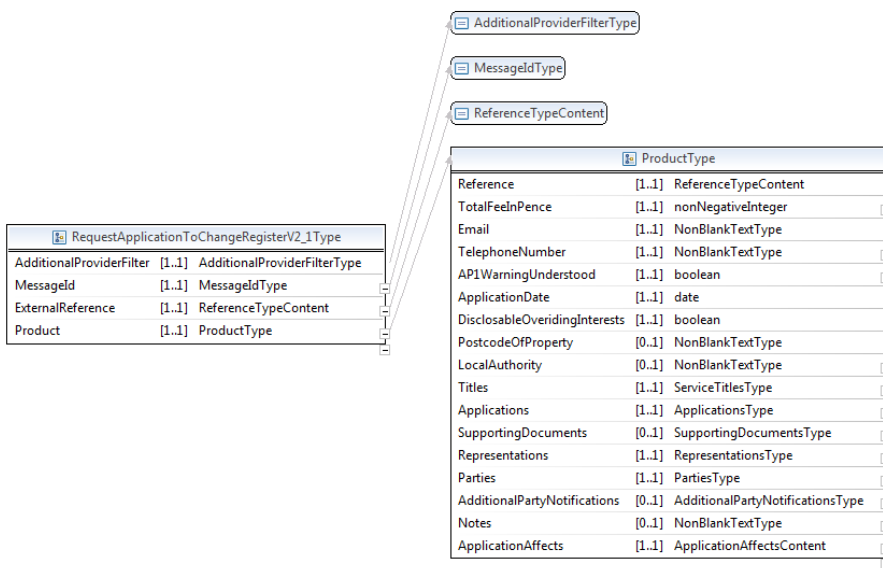 AdditionalProviderFilterType
MessageIdType
ReferenceTypeContent
ProductType
Reference [1..1] ReferenceTypeContent
TotalFeeInPence [1..1] nonNegativeInteger
Email [1..1] NonBlankTextType
TelephoneNumber [1..1] NonBlankTextType
AP1WarningUnderstood [1..1] boolean
ApplicationDate [1..1] date
DisclosableOveridingInterests [1..1] boolean
PostcodeOfProperty [0..1] NonBlankTextType
LocalAuthority [0..1] NonBlankTextType
Titles [1..1] ServiceTitlesType
Applications [1..1] ApplicationsType
SupportingDocuments [0..1] SupportingDocumentsType
Representations [1..1] RepresentationsType
Parties [1..1] PartiesType
AdditionalPartyNotifications [0..1] AdditionalPartyNotificationsType
Notes [0..1] NonBlankTextType
ApplicationAffects [1..1] ApplicationAffectsContent
RequestApplicationToChangeRegisterV2_1Type
AdditionalProviderFilter [1..1] AdditionalProviderFilterType
MessageId [1..1] MessageIdType
ExternalReference [1..1] ReferenceTypeContent
Product [1..1] ProductType